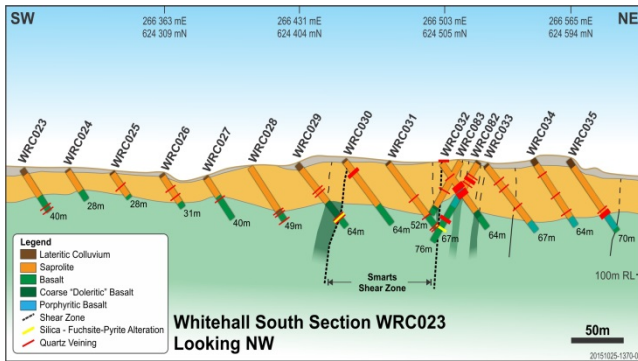 SW
266 363 mE
624 309 mN
266 431 mE
624 404 mN
266 503 mE
624 505 mN
266 565 mE
624 594 mN
NE
WRC023
WRC024
WRC025
WRC026
WRC027
WRC028
WRC029
WRC030
WRC031
WRC032
WRC083
WRC082
WRC033
WRC034
WRC035
40m
28m
28m
31m
40m
49m
64m
64m
52m
76m
67m
64m
67m
64m
70m
100m RL
Smarts
Shear Zone
Legend
Lateritic Colluvium
Saprolite
Basalt
Coarse "Doleritic" Basalt
Porphyritic Basalt
Shear Zone
Silica - Fuchsite-Pyrite Alteration
Quartz Veining
Whitehall South Section WRC023
Looking NW
50m